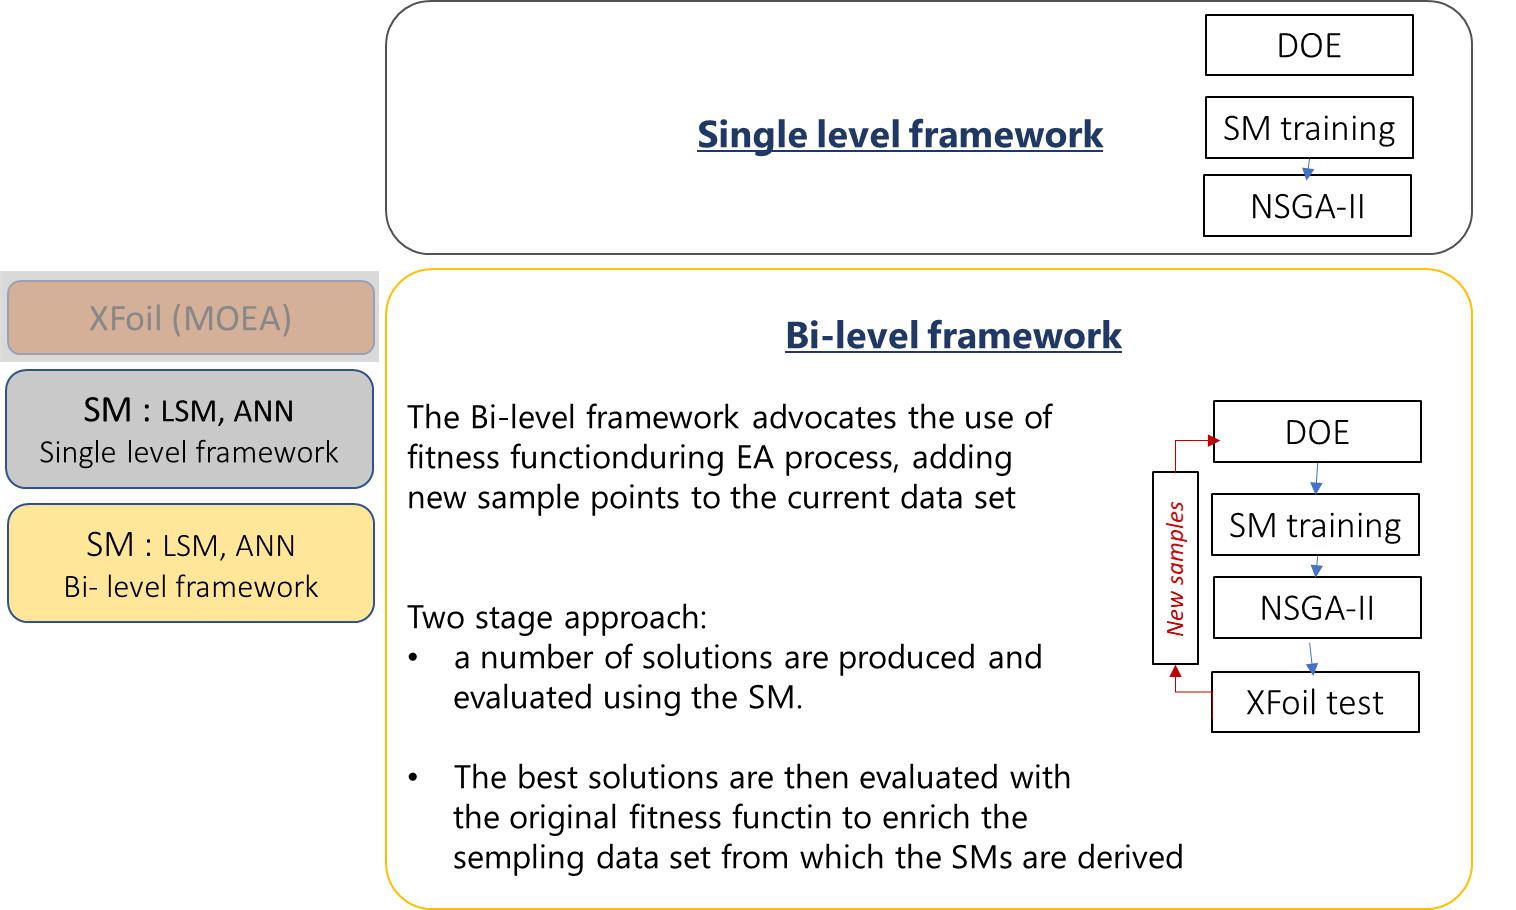 DOE
Single level framework
SM training
NSGA-II
XFoil (MOEA)
SM : LSM, ANN
Single level framework
SM : LSM, ANN
Bi- level framework
Bi-level framework
The Bi-level framework advocates the use of
fitness functionduring EA process, adding
new sample points to the current data set
Two stage approach:
• a number of solutions are produced and
evaluated using the SM.
• The best solutions are then evaluated with
the original fitness functin to enrich the
sempling data set from which the SMs are derived
DOE
SM training
NSGA-II
XFoil test
New samples